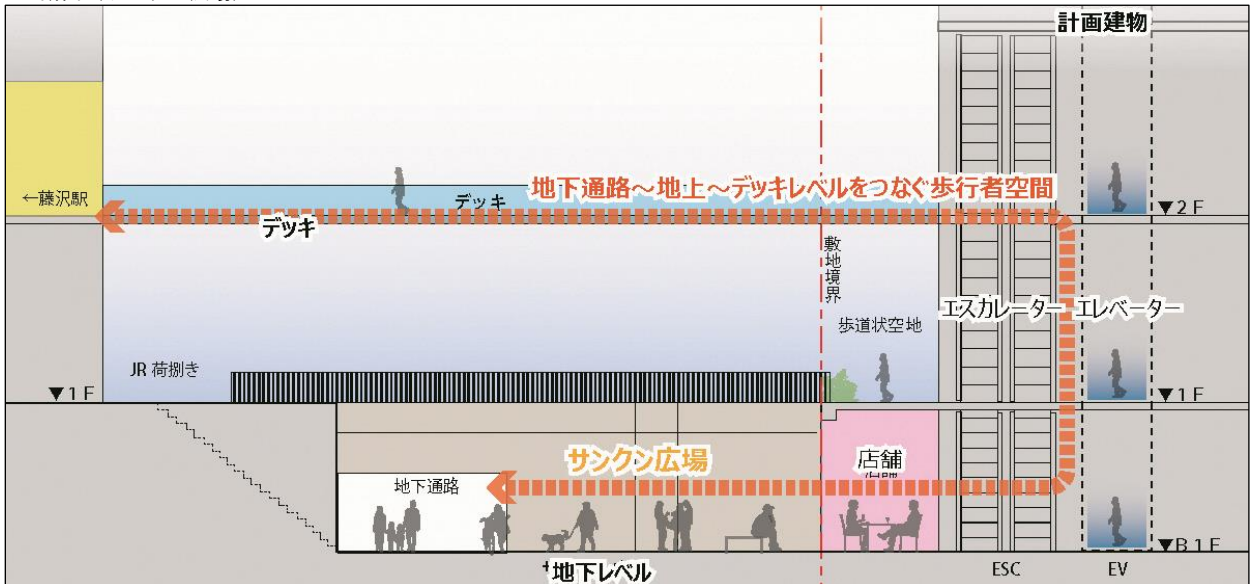 計画建物
←藤沢駅
デッキ
地下通路～地上～デッキレベルをつなぐ歩行者空間
▼2F
デッキ
敷地境界
エスカレーター
エレベーター
歩道状空地
JR 荷捌き
▼1F
▼1F
サンクン広場
店舗
地下通路
地下レベル
▼B1F
ESC
EV